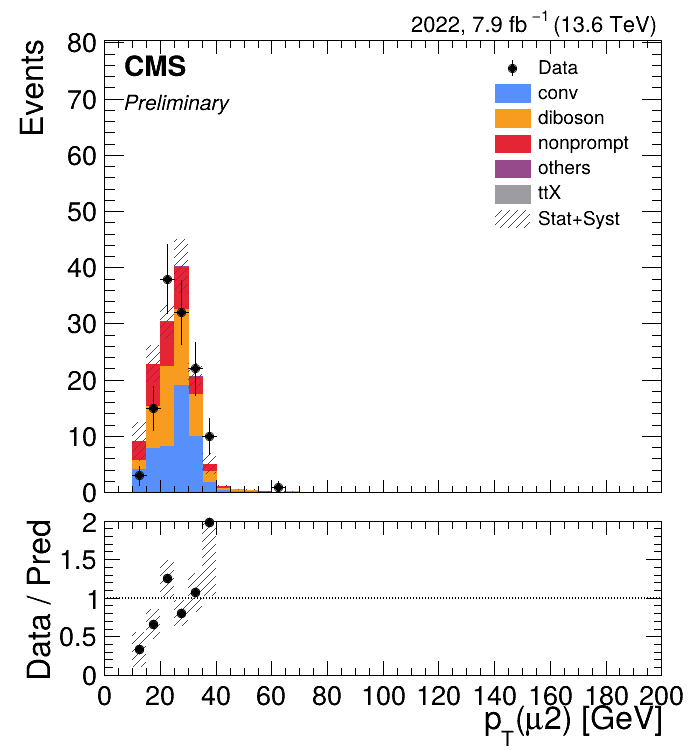 2022, 7.9 fb⁻¹ (13.6 TeV)
Events
80
70
60
50
40
30
20
10
0
CMS
Preliminary
Data
conv
diboson
nonprompt
others
ttX
Stat+Syst
Data / Pred
2
1.5
1
0.5
0
0 20 40 60 80 100 120 140 160 180 200
p_T(μ2) [GeV]